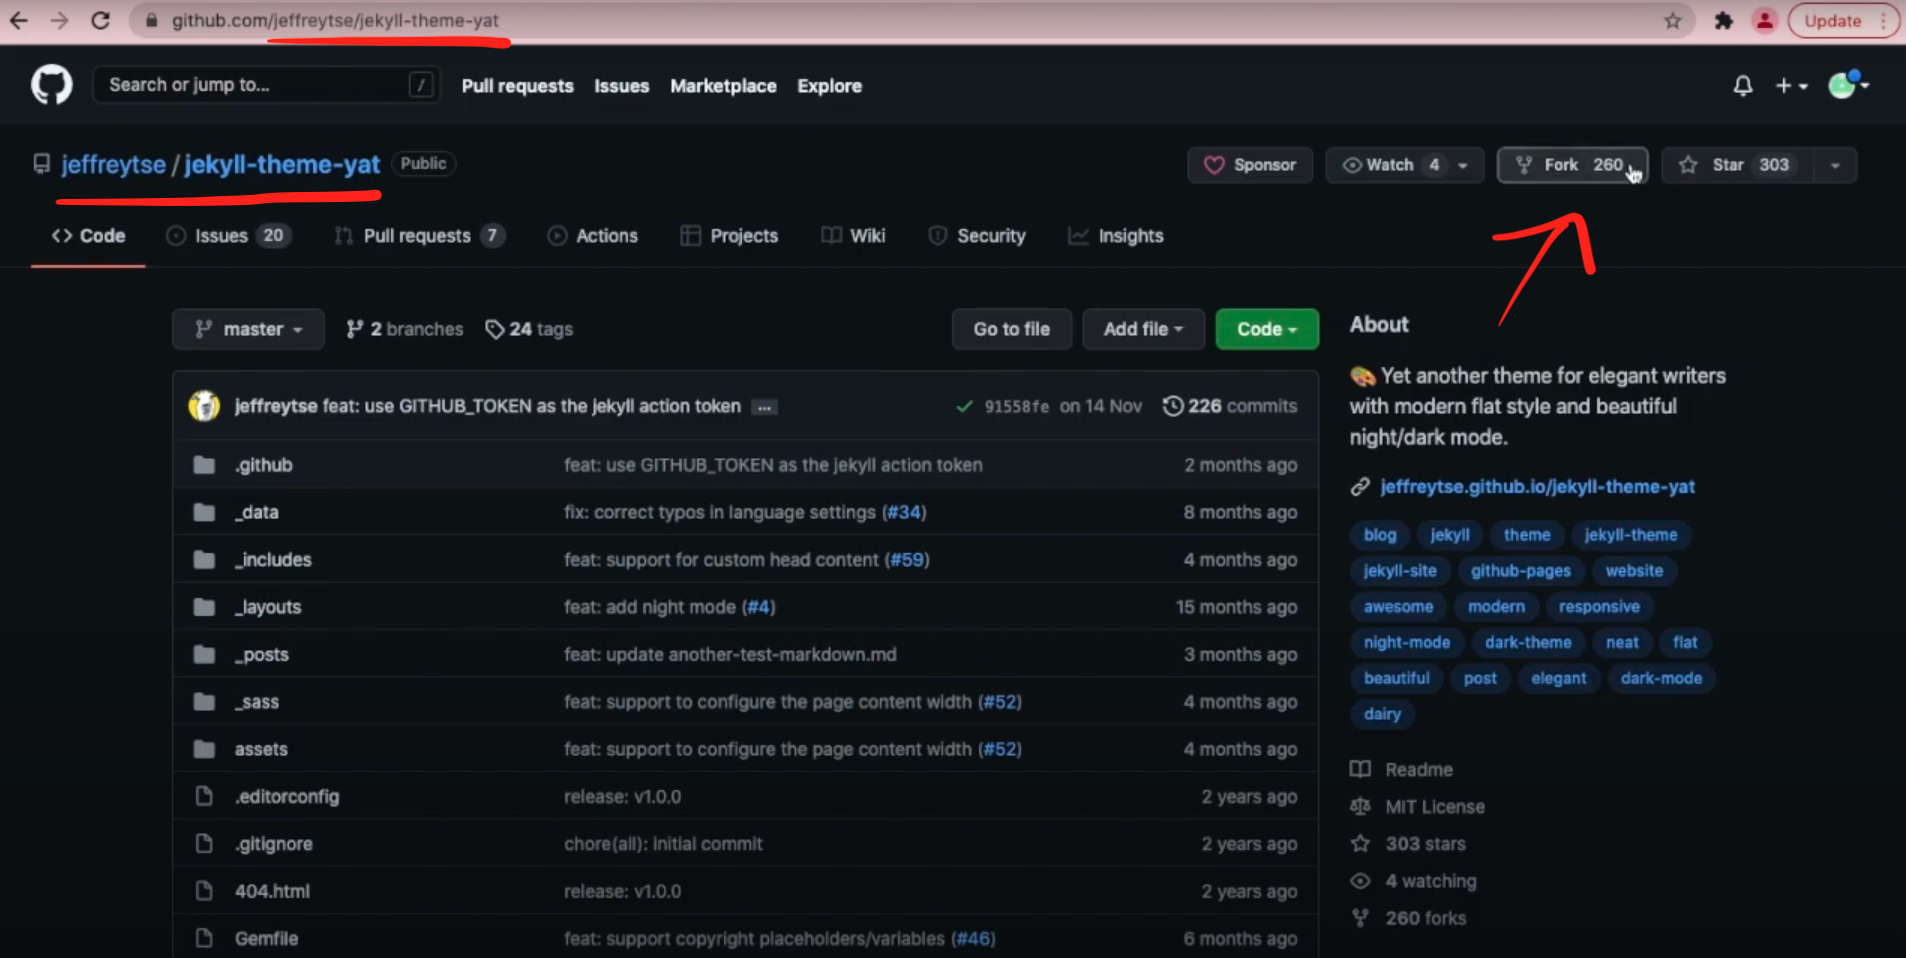 github.com/jeffreytse/jekyll-theme-yat
Update
Search or jump to... /
Pull requests Issues Marketplace Explore
jeffreytse / jekyll-theme-yat Public
Sponsor Watch 4 Fork 260 Star 303
Code Issues 20 Pull requests 7 Actions Projects Wiki Security Insights
master 2 branches 24 tags Go to file Add file Code
jeffreytse feat: use GITHUB_TOKEN as the jekyll action token ... 91558fe on 14 Nov 226 commits
.github feat: use GITHUB_TOKEN as the jekyll action token 2 months ago
_data fix: correct typos in language settings (#34) 8 months ago
_includes feat: support for custom head content (#59) 4 months ago
_layouts feat: add night mode (#4) 15 months ago
_posts feat: update another-test-markdown.md 3 months ago
_sass feat: support to configure the page content width (#52) 4 months ago
assets feat: support to configure the page content width (#52) 4 months ago
.editorconfig release: v1.0.0 2 years ago
.gitignore chore(all): initial commit 2 years ago
404.html release: v1.0.0 2 years ago
Gemfile feat: support copyright placeholders/variables (#46) 6 months ago
About
🎨 Yet another theme for elegant writers
with modern flat style and beautiful
night/dark mode.
jeffreytse.github.io/jekyll-theme-yat
blog jekyll theme jekyll-theme
jekyll-site github-pages website
awesome modern responsive
night-mode dark-theme neat flat
beautiful post elegant dark-mode
dairy
Readme
MIT License
303 stars
4 watching
260 forks